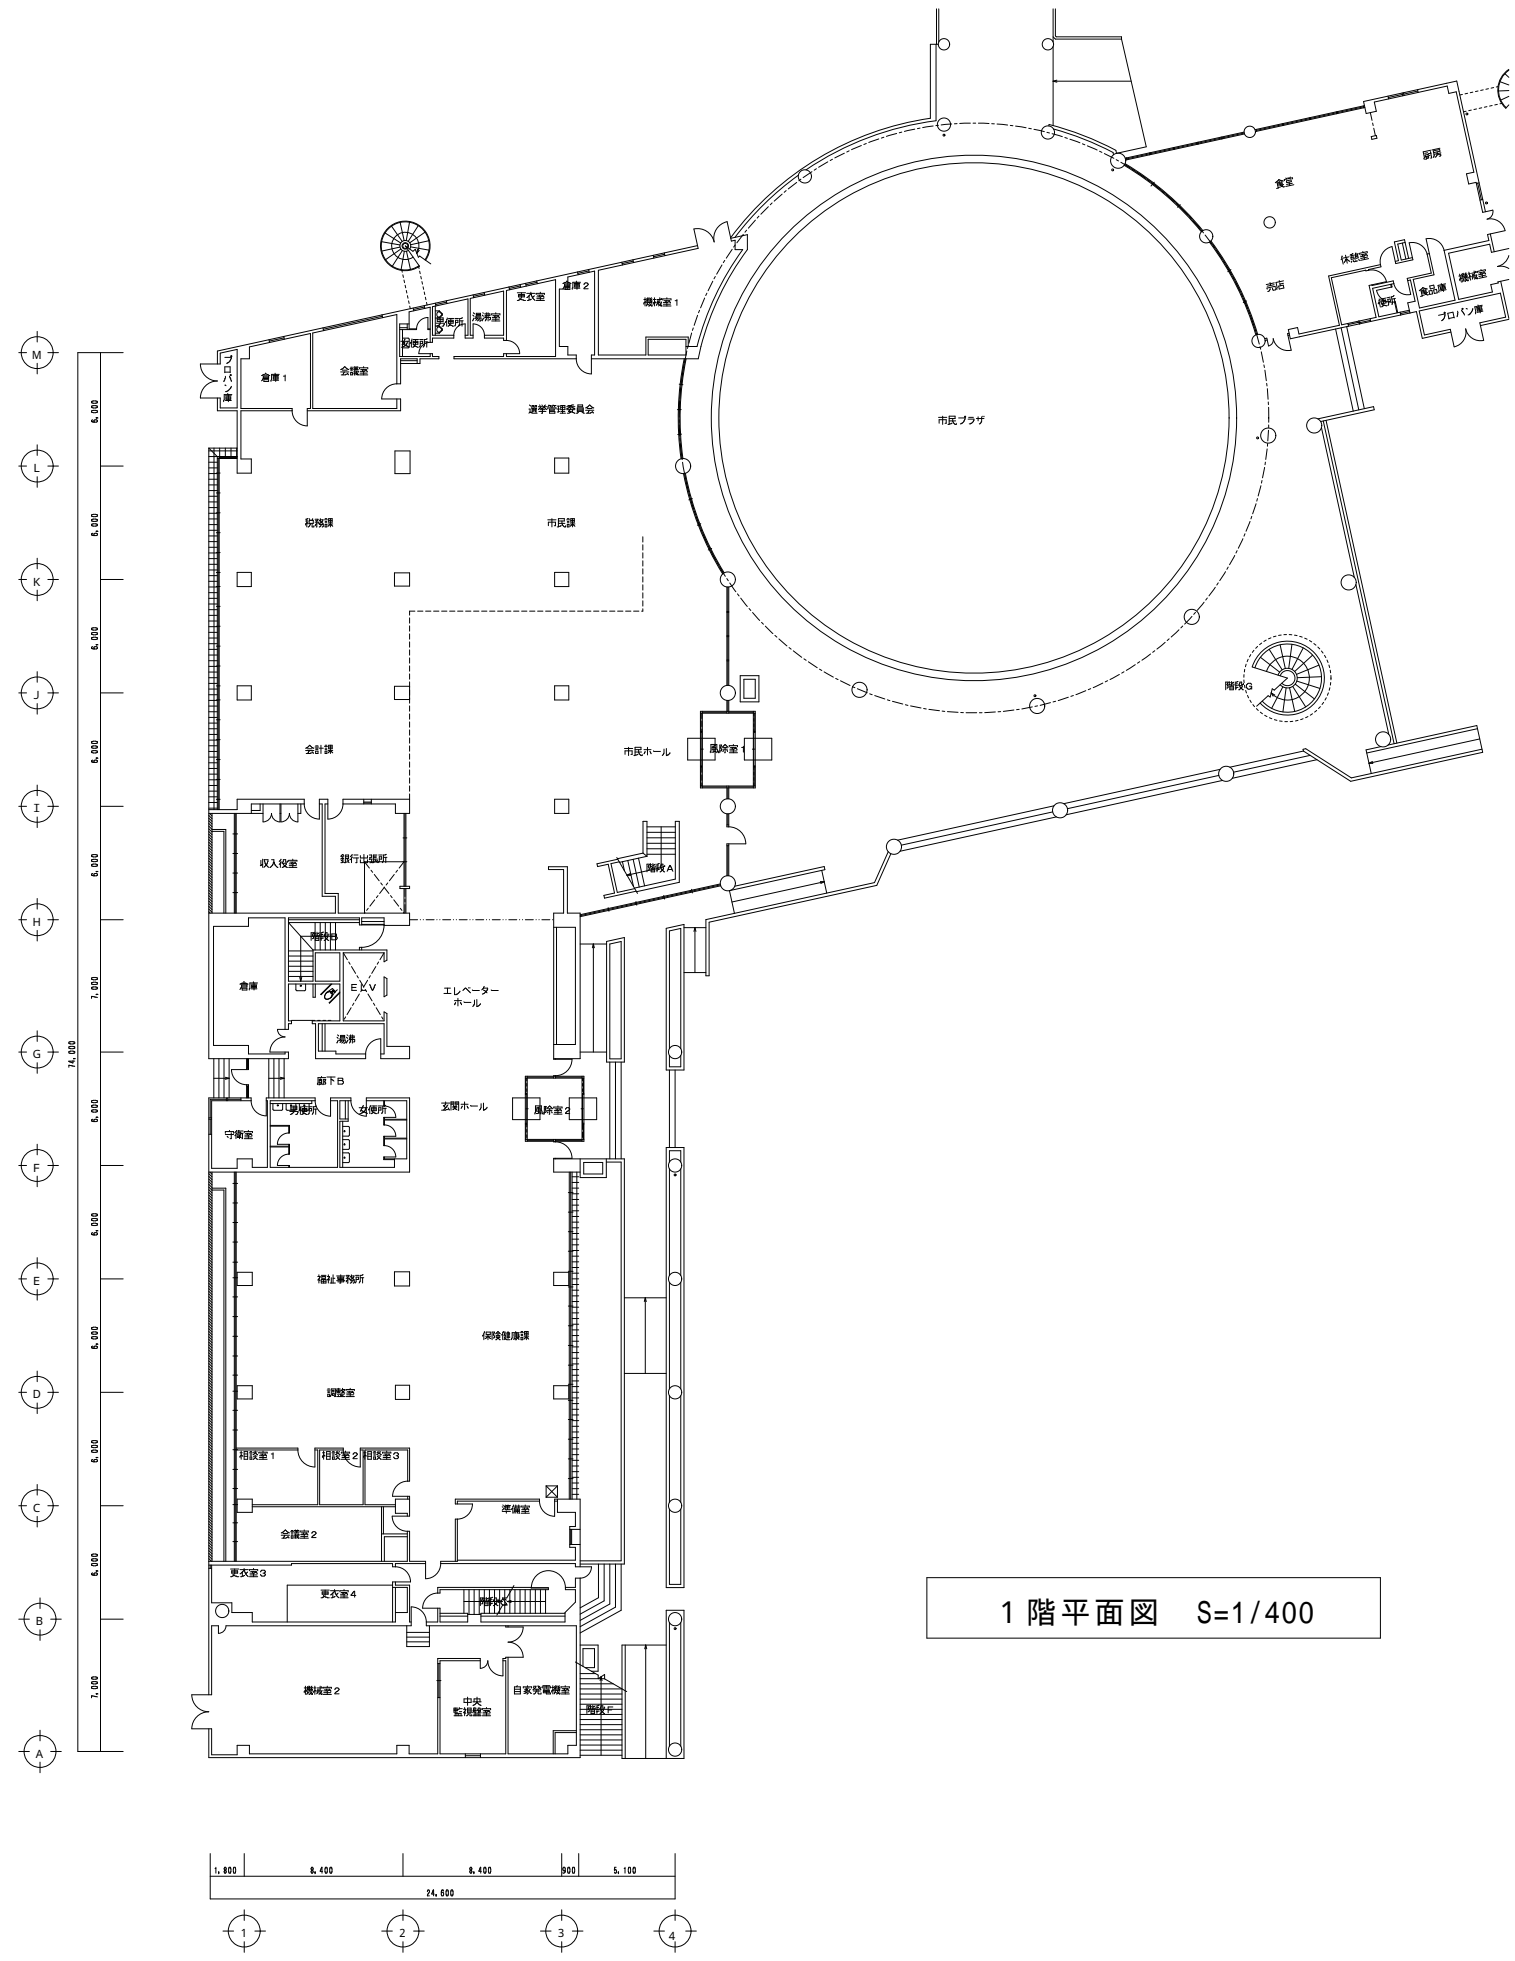 厨房
食堂
休憩室
機械室
食品庫
便所
売店
プロパン庫
更衣室
倉庫2
機械室1
湯沸室
男便所
女便所
プロパン庫
倉庫1
会議室
選挙管理委員会
市民プラザ
税務課
市民課
階段G
会計課
市民ホール
風除室1
収入役室
銀行出張所
階段A
階段B
倉庫
ELV
エレベーター
ホール
湯沸
廊下B
男便所
女便所
玄関ホール
風除室2
守衛室
福祉事務所
保険健康課
調整室
相談室1
相談室2
相談室3
準備室
会議室2
更衣室3
更衣室4
機械室2
中央
監視盤室
自家発電機室
階段F
1階平面図 S=1/400
M
L
K
J
I
H
G
F
E
D
C
B
A
6,000
6,000
6,000
6,000
6,000
7,000
6,000
6,000
6,000
6,000
6,000
7,000
74,000
1,800
8,400
8,400
900
5,100
24,600
1
2
3
4